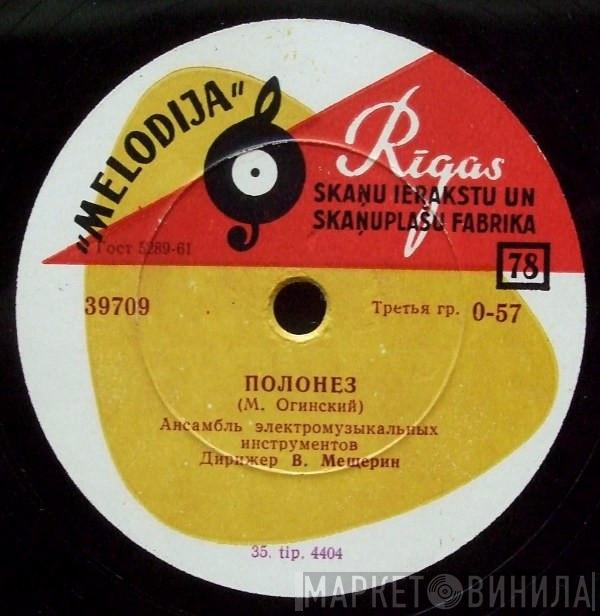 "MELODIJA"
Rīgas
SKAŅU IERAKSTU UN
SKAŅUPLAŠU FABRIKA
Гост 5289-61
78
39709
Третья гр. 0-57
ПОЛОНЕЗ
(М. Огинский)
Ансамбль электромузыкальных
инструментов
Дирижер В. Мещерин
35. tip. 4404
МАРКЕТ ВИНИЛА